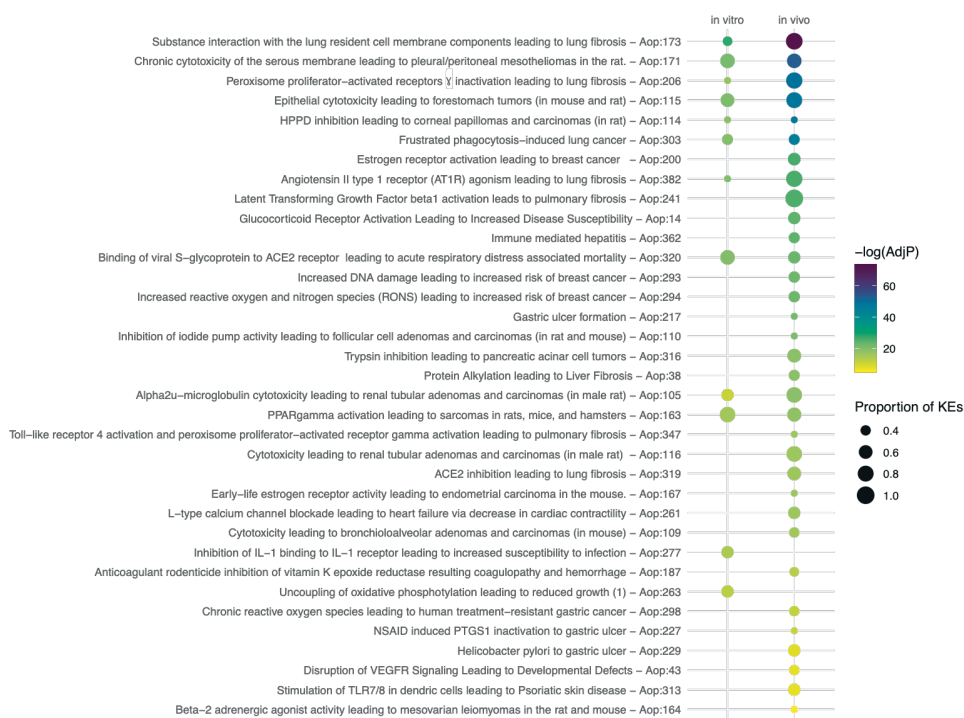 in vitro in vivo
Substance interaction with the lung resident cell membrane components leading to lung fibrosis − Aop:173
Chronic cytotoxicity of the serous membrane leading to pleural/peritoneal mesotheliomas in the rat. − Aop:171
Peroxisome proliferator−activated receptors γ inactivation leading to lung fibrosis − Aop:206
Epithelial cytotoxicity leading to forestomach tumors (in mouse and rat) − Aop:115
HPPD inhibition leading to corneal papillomas and carcinomas (in rat) − Aop:114
Frustrated phagocytosis−induced lung cancer − Aop:303
Estrogen receptor activation leading to breast cancer − Aop:200
Angiotensin II type 1 receptor (AT1R) agonism leading to lung fibrosis − Aop:382
Latent Transforming Growth Factor beta1 activation leads to pulmonary fibrosis − Aop:241
Glucocorticoid Receptor Activation Leading to Increased Disease Susceptibility − Aop:14
Immune mediated hepatitis − Aop:362
Binding of viral S−glycoprotein to ACE2 receptor leading to acute respiratory distress associated mortality − Aop:320
Increased DNA damage leading to increased risk of breast cancer − Aop:293
Increased reactive oxygen and nitrogen species (RONS) leading to increased risk of breast cancer − Aop:294
Gastric ulcer formation − Aop:217
Inhibition of iodide pump activity leading to follicular cell adenomas and carcinomas (in rat and mouse) − Aop:110
Trypsin inhibition leading to pancreatic acinar cell tumors − Aop:316
Protein Alkylation leading to Liver Fibrosis − Aop:38
Alpha2u−microglobulin cytotoxicity leading to renal tubular adenomas and carcinomas (in male rat) − Aop:105
PPARgamma activation leading to sarcomas in rats, mice, and hamsters − Aop:163
Toll−like receptor 4 activation and peroxisome proliferator−activated receptor gamma activation leading to pulmonary fibrosis − Aop:347
Cytotoxicity leading to renal tubular adenomas and carcinomas (in male rat) − Aop:116
ACE2 inhibition leading to lung fibrosis − Aop:319
Early−life estrogen receptor activity leading to endometrial carcinoma in the mouse. − Aop:167
L−type calcium channel blockade leading to heart failure via decrease in cardiac contractility − Aop:261
Cytotoxicity leading to bronchioloalveolar adenomas and carcinomas (in mouse) − Aop:109
Inhibition of IL−1 binding to IL−1 receptor leading to increased susceptibility to infection − Aop:277
Anticoagulant rodenticide inhibition of vitamin K epoxide reductase resulting coagulopathy and hemorrhage − Aop:187
Uncoupling of oxidative phosphotylation leading to reduced growth (1) − Aop:263
Chronic reactive oxygen species leading to human treatment−resistant gastric cancer − Aop:298
NSAID induced PTGS1 inactivation to gastric ulcer − Aop:227
Helicobacter pylori to gastric ulcer − Aop:229
Disruption of VEGFR Signaling Leading to Developmental Defects − Aop:43
Stimulation of TLR7/8 in dendric cells leading to Psoriatic skin disease − Aop:313
Beta−2 adrenergic agonist activity leading to mesovarian leiomyomas in the rat and mouse − Aop:164
−log(AdjP)
60
40
20
Proportion of KEs
0.4
0.6
0.8
1.0